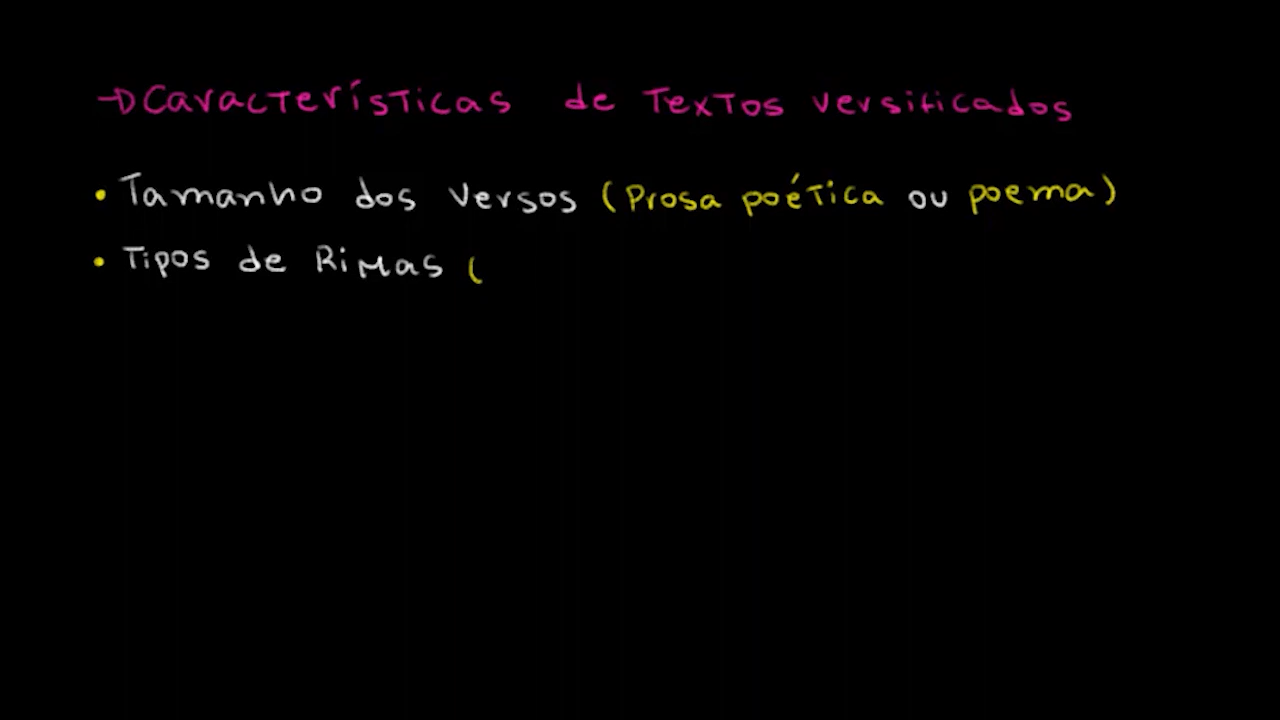 →Características de Textos versificados
• Tamanho dos versos (Prosa poética ou poema)
• Tipos de Rimas (